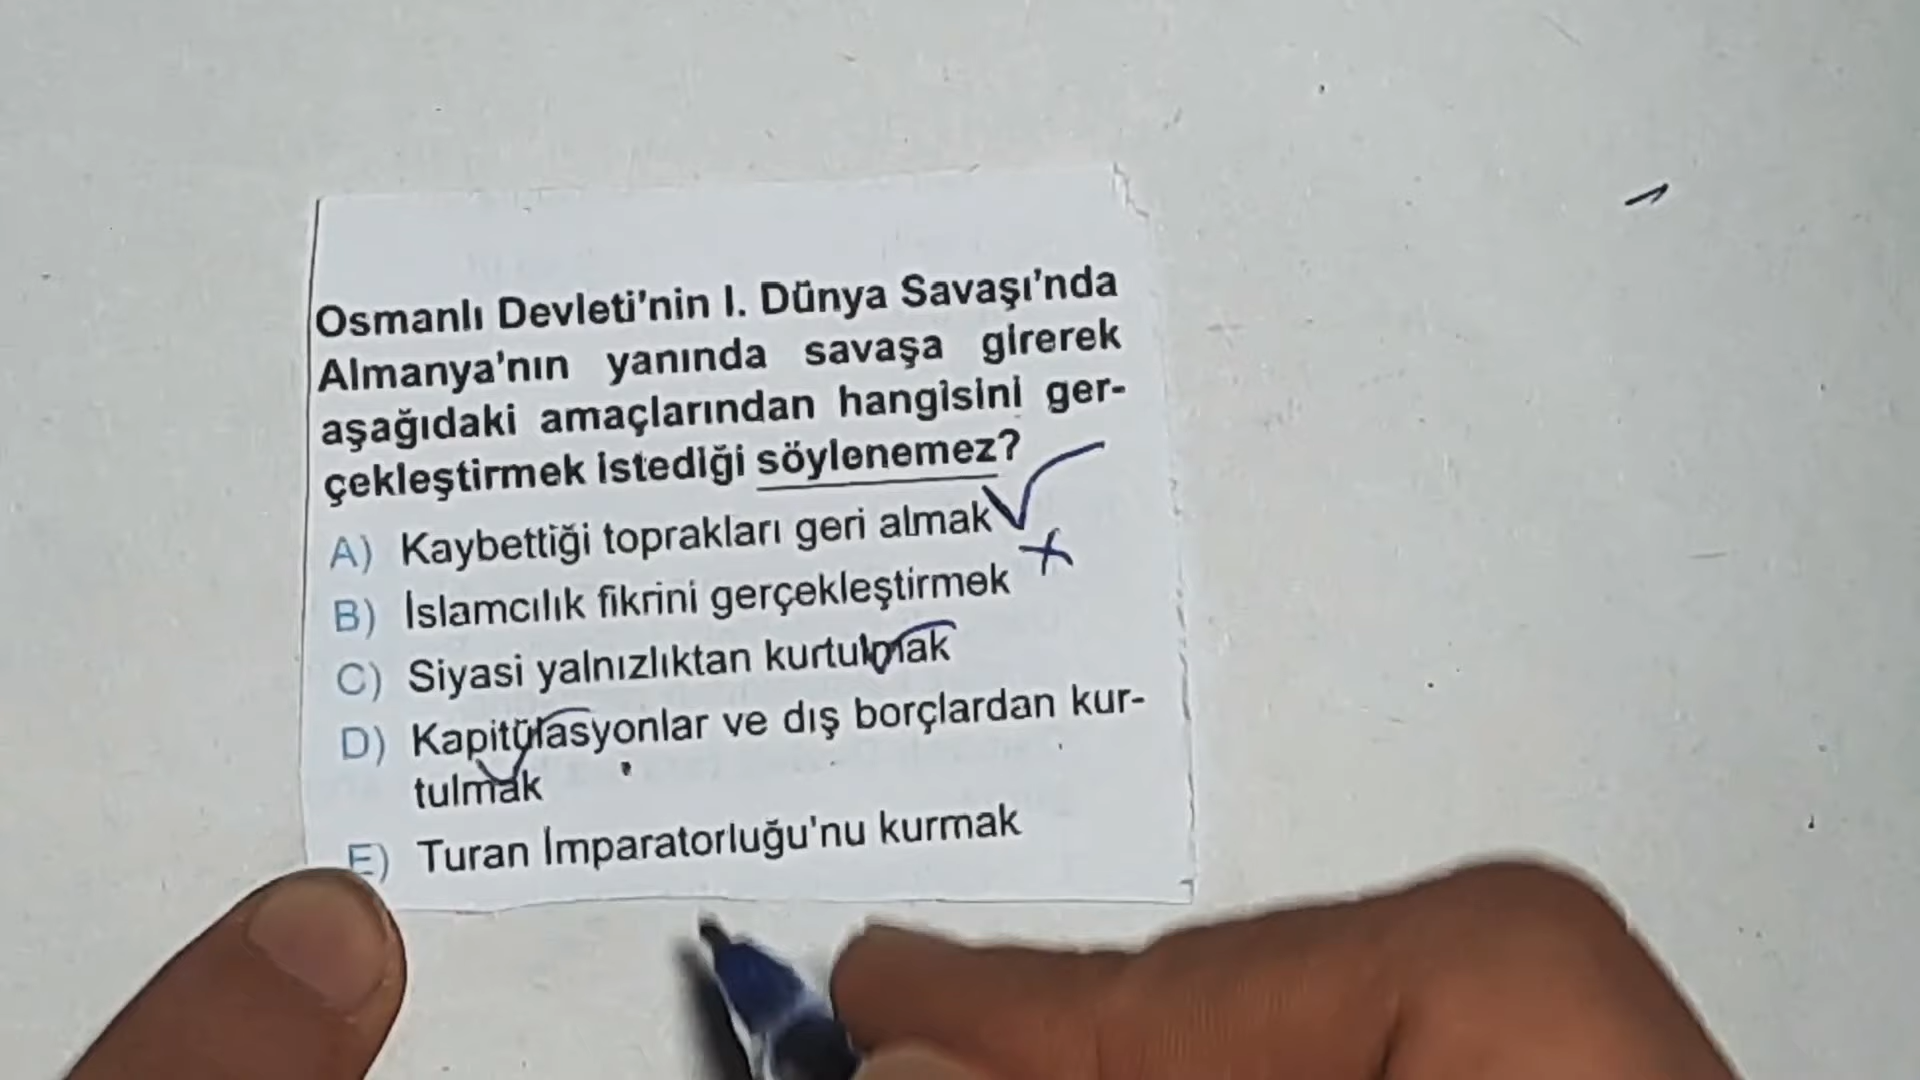 Osmanlı Devleti'nin I. Dünya Savaşı'nda
Almanya'nın yanında savaşa girerek
aşağıdaki amaçlarından hangisini ger-
çekleştirmek istediği söylenemez?
A) Kaybettiği toprakları geri almak
B) İslamcılık fikrini gerçekleştirmek
C) Siyasi yalnızlıktan kurtulmak
D) Kapitülasyonlar ve dış borçlardan kur-
tulmak
E) Turan İmparatorluğu'nu kurmak